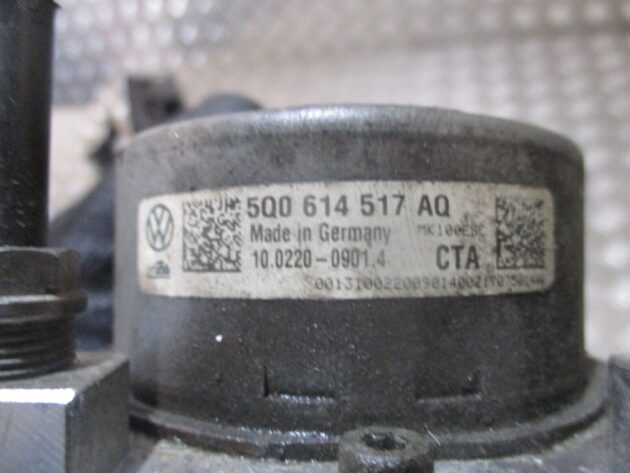 5Q0 614 517 AQ
Made in Germany MK100ESC
10.0220-0901.4 CTA